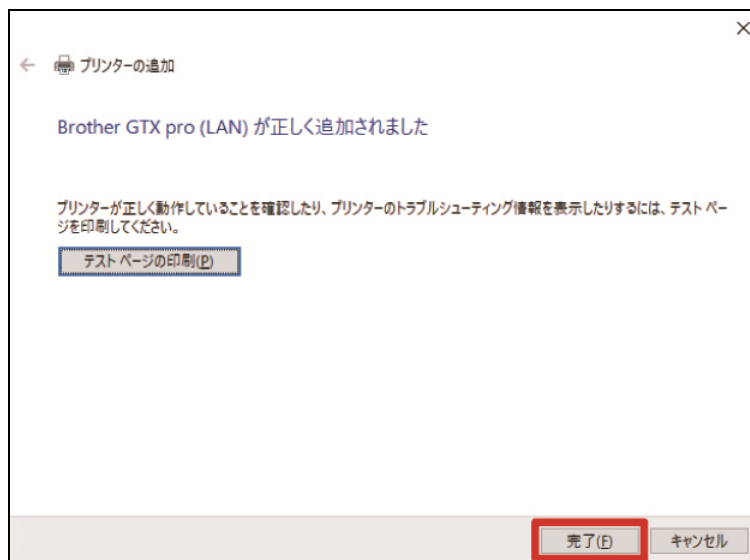 プリンターの追加
Brother GTX pro (LAN) が正しく追加されました
プリンターが正しく動作していることを確認したり、プリンターのトラブルシューティング情報を表示したりするには、テスト ペー
ジを印刷してください。
テスト ページの印刷(P)
完了(F) キャンセル